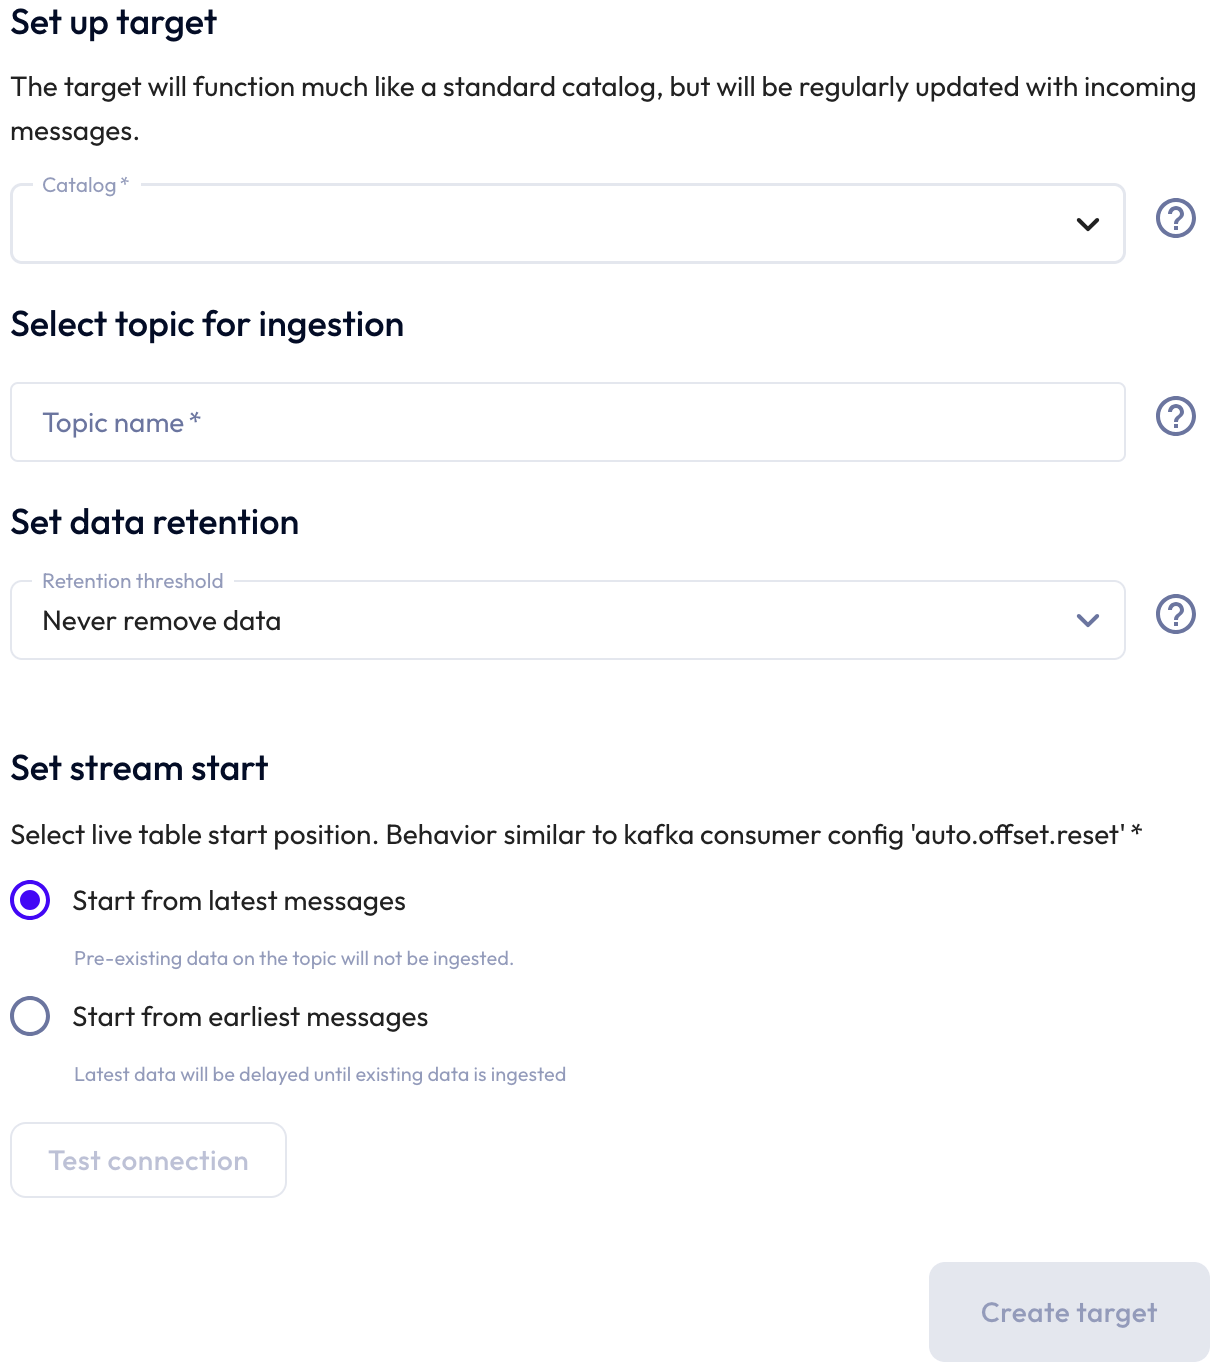 Set up target
The target will function much like a standard catalog, but will be regularly updated with incoming
messages.
Catalog *
Select topic for ingestion
Topic name *
Set data retention
Retention threshold
Never remove data
Set stream start
Select live table start position. Behavior similar to kafka consumer config 'auto.offset.reset' *
Start from latest messages
Pre-existing data on the topic will not be ingested.
Start from earliest messages
Latest data will be delayed until existing data is ingested
Test connection
Create target